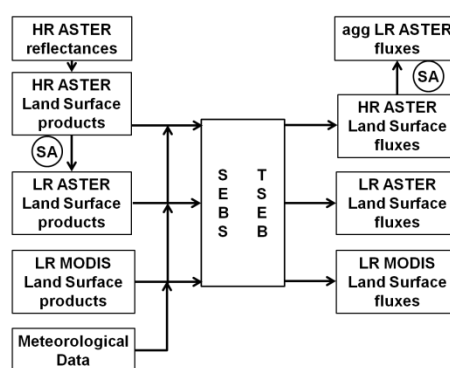 HR ASTER
reflectances
HR ASTER
Land Surface
products
SA
LR ASTER
Land Surface
products
LR MODIS
Land Surface
products
Meteorological
Data
SEBS
TSEB
agg LR ASTER
fluxes
SA
HR ASTER
Land Surface
fluxes
LR ASTER
Land Surface
fluxes
LR MODIS
Land Surface
fluxes